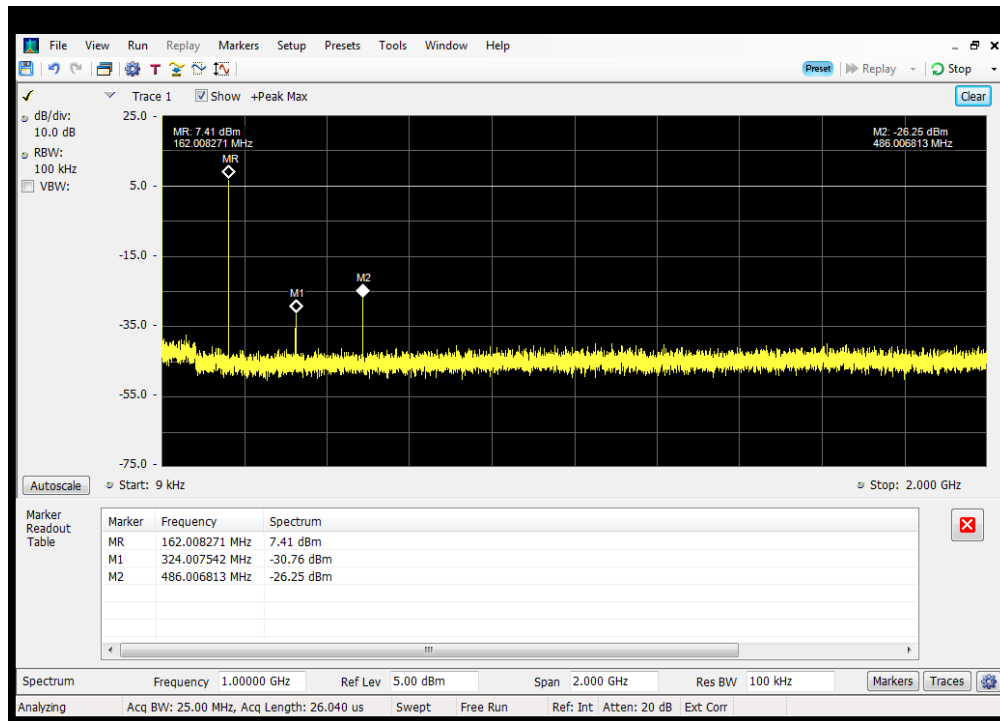 File View Run Replay Markers Setup Presets Tools Window Help
T Preset Replay Stop
Trace 1 Show +Peak Max Clear
dB/div:
10.0 dB
RBW:
100 kHz
VBW:
25.0
5.0
-15.0
-35.0
-55.0
-75.0
MR: 7.41 dBm
162.008271 MHz
M2: -26.25 dBm
486.006813 MHz
MR
M2
M1
Autoscale Start: 9 kHz Stop: 2.000 GHz
Marker
Readout
Table
Marker Frequency Spectrum
MR 162.008271 MHz 7.41 dBm
M1 324.007542 MHz -30.76 dBm
M2 486.006813 MHz -26.25 dBm
Spectrum Frequency 1.00000 GHz Ref Lev 5.00 dBm Span 2.000 GHz Res BW 100 kHz Markers Traces
Analyzing Acq BW: 25.00 MHz, Acq Length: 26.040 us Swept Free Run Ref: Int Atten: 20 dB Ext Corr